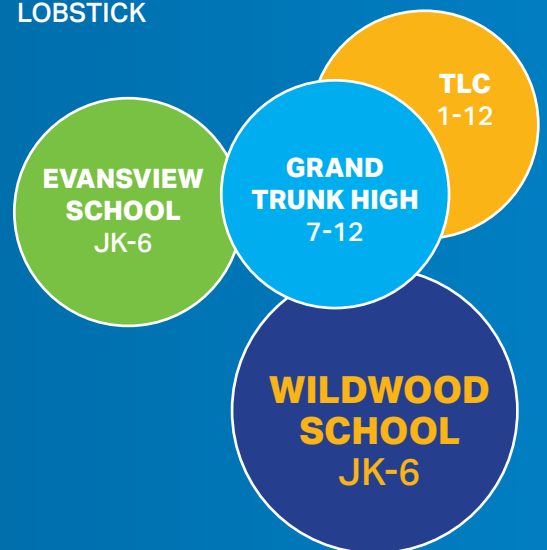 LOBSTICK
TLC
1-12
EVANSVIEW
SCHOOL
JK-6
GRAND
TRUNK HIGH
7-12
WILDWOOD
SCHOOL
JK-6